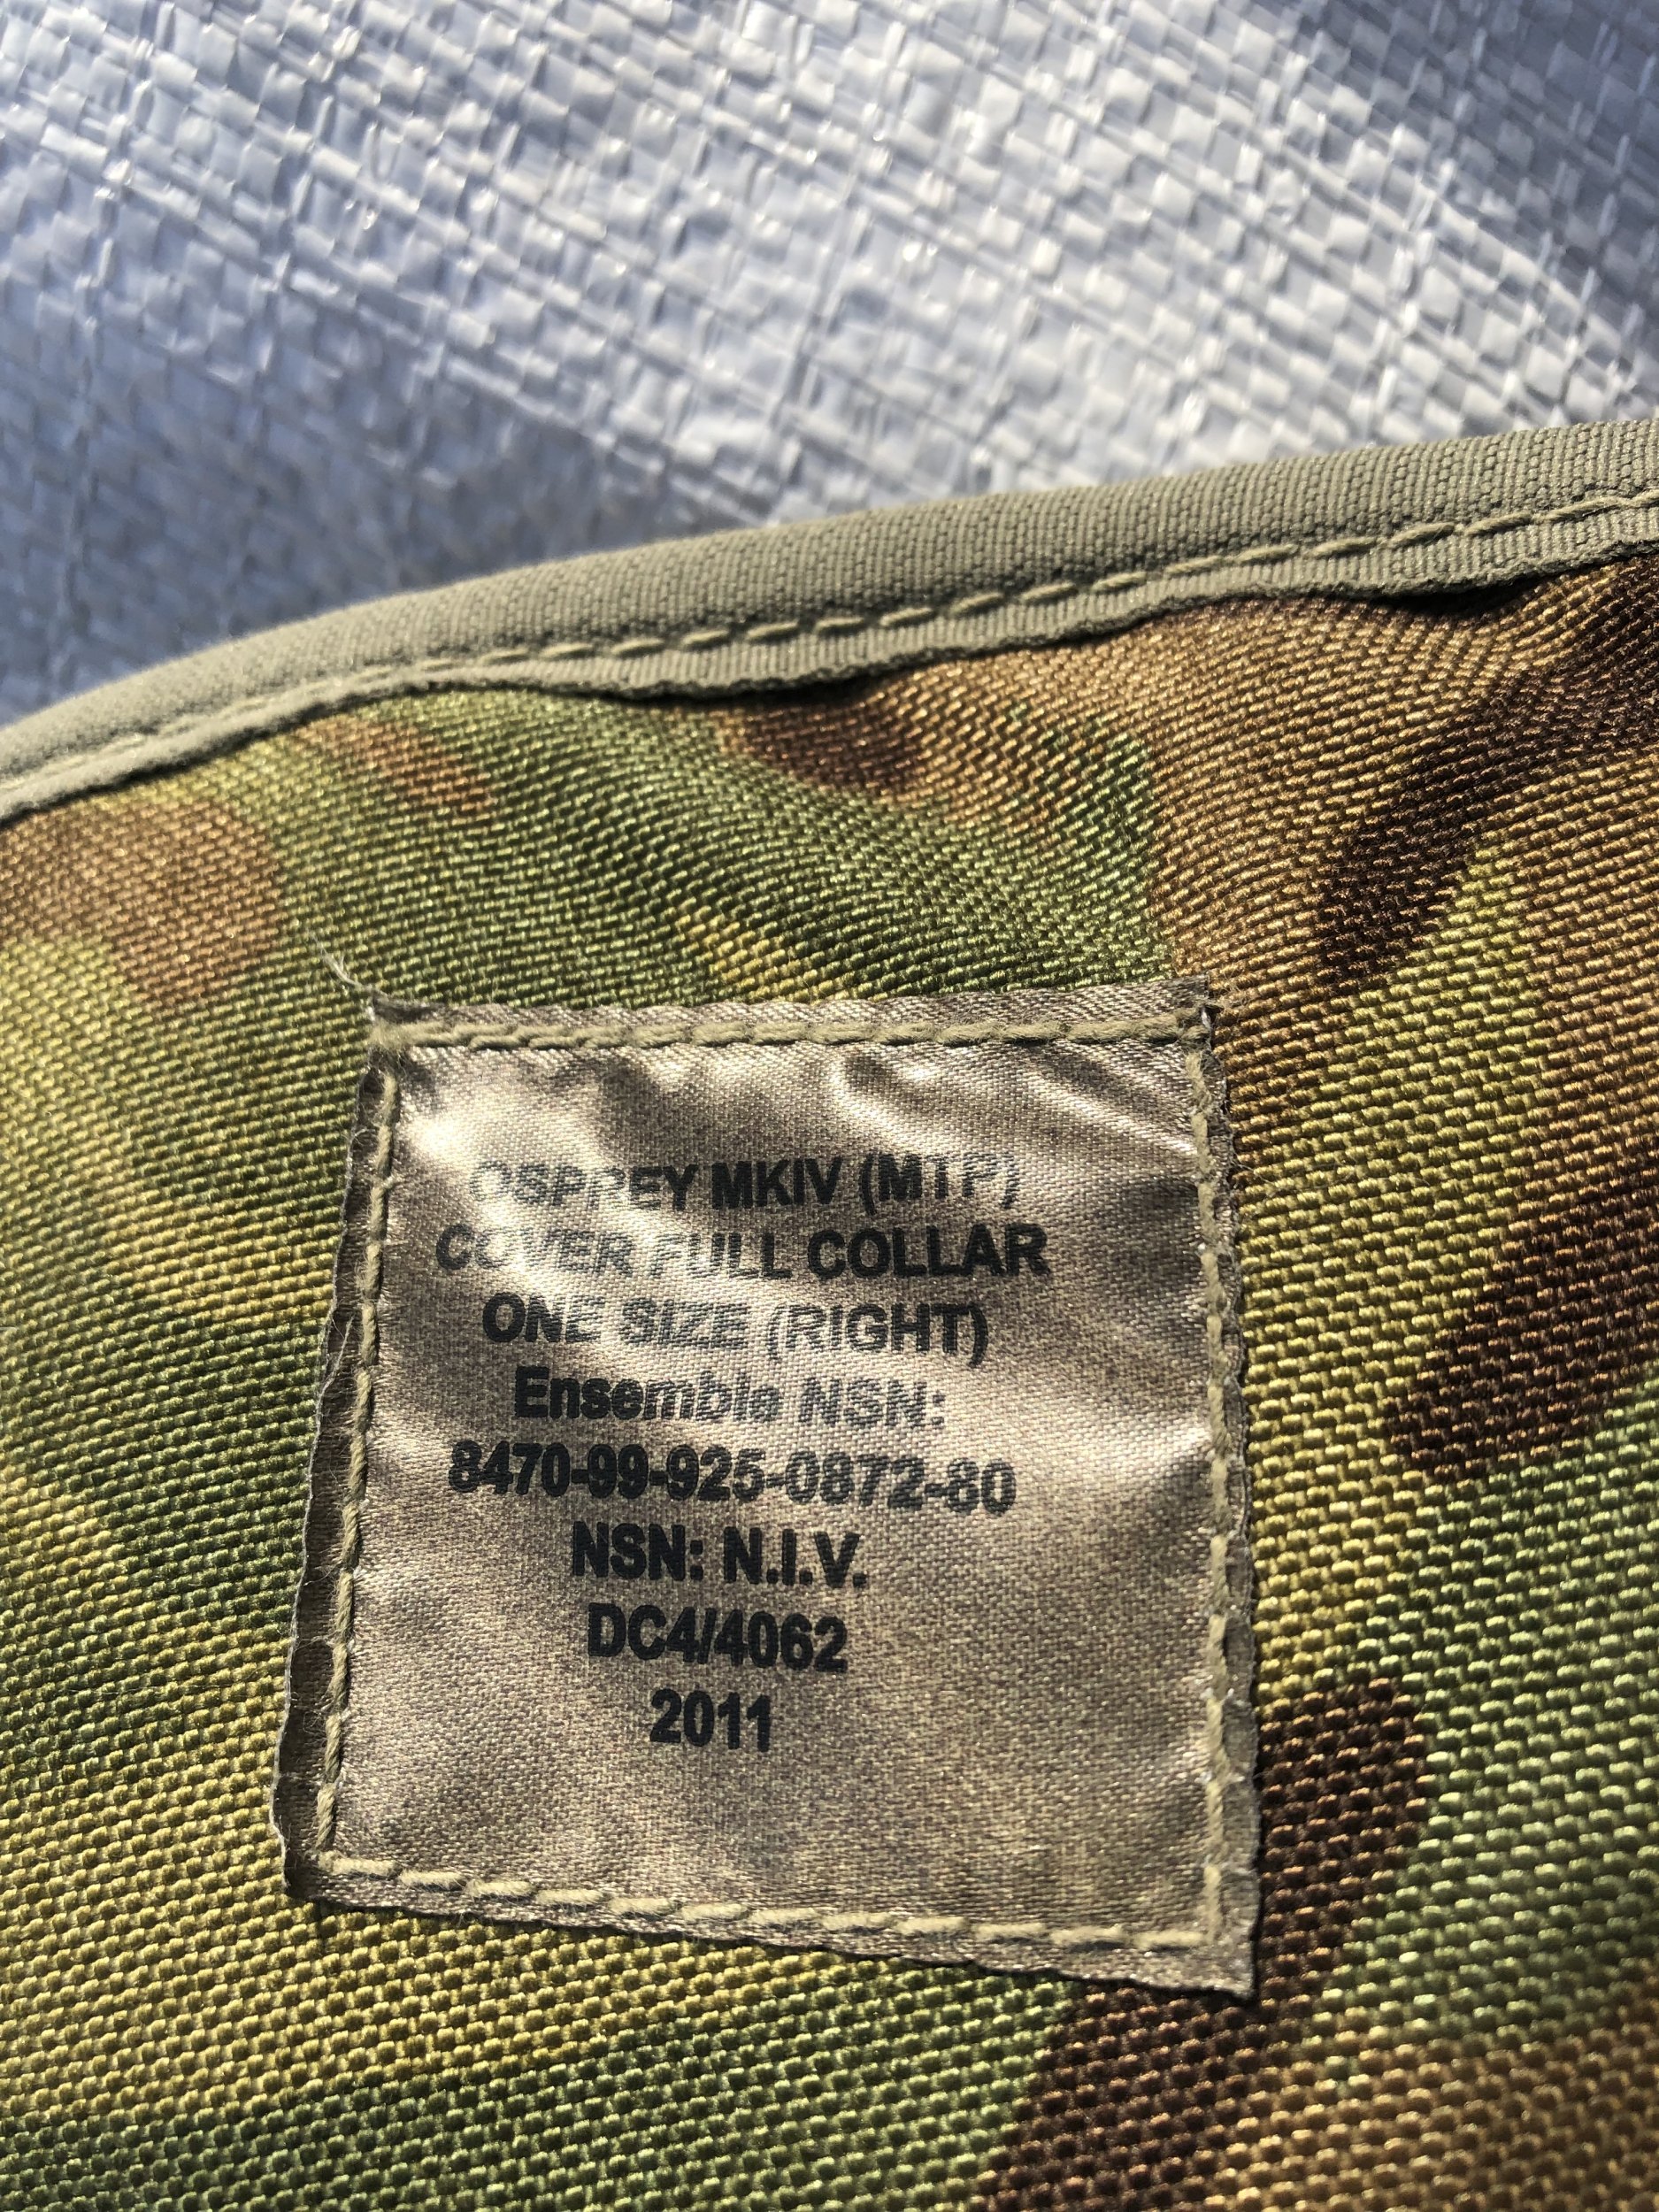 OSPREY MKIV (MTP)
COVER FULL COLLAR
ONE SIZE (RIGHT)
Ensemble NSN:
8470-99-925-0872-80
NSN: N.I.V.
DC4/4062
2011